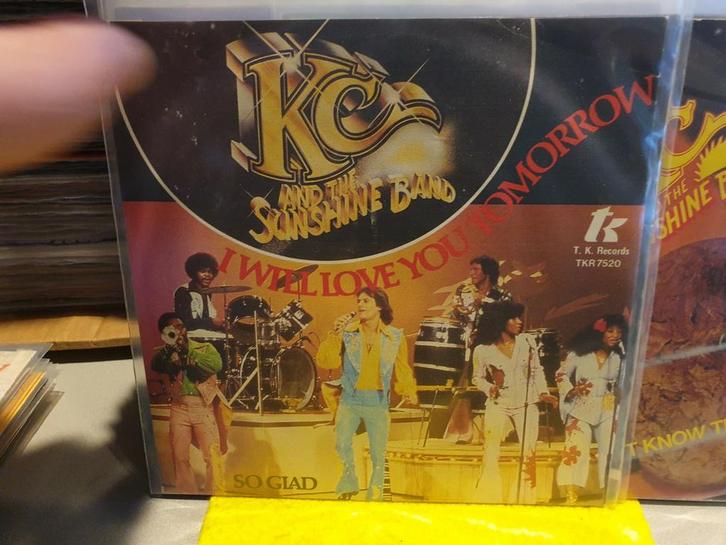 KC
AND THE
SUNSHINE BAND
I WILL LOVE YOU TOMORROW
tk
T. K. Records
TKR 7520
SO GLAD
C
THE
SHINE B
T KNOW T